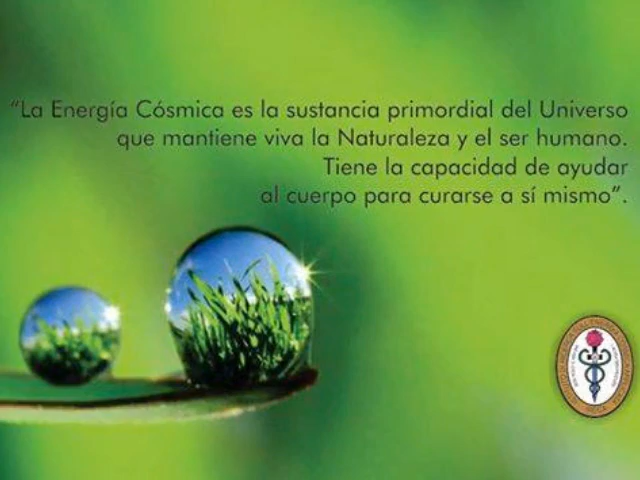 “La Energía Cósmica es la sustancia primordial del Universo
que mantiene viva la Naturaleza y el ser humano.
Tiene la capacidad de ayudar
al cuerpo para curarse a sí mismo”.